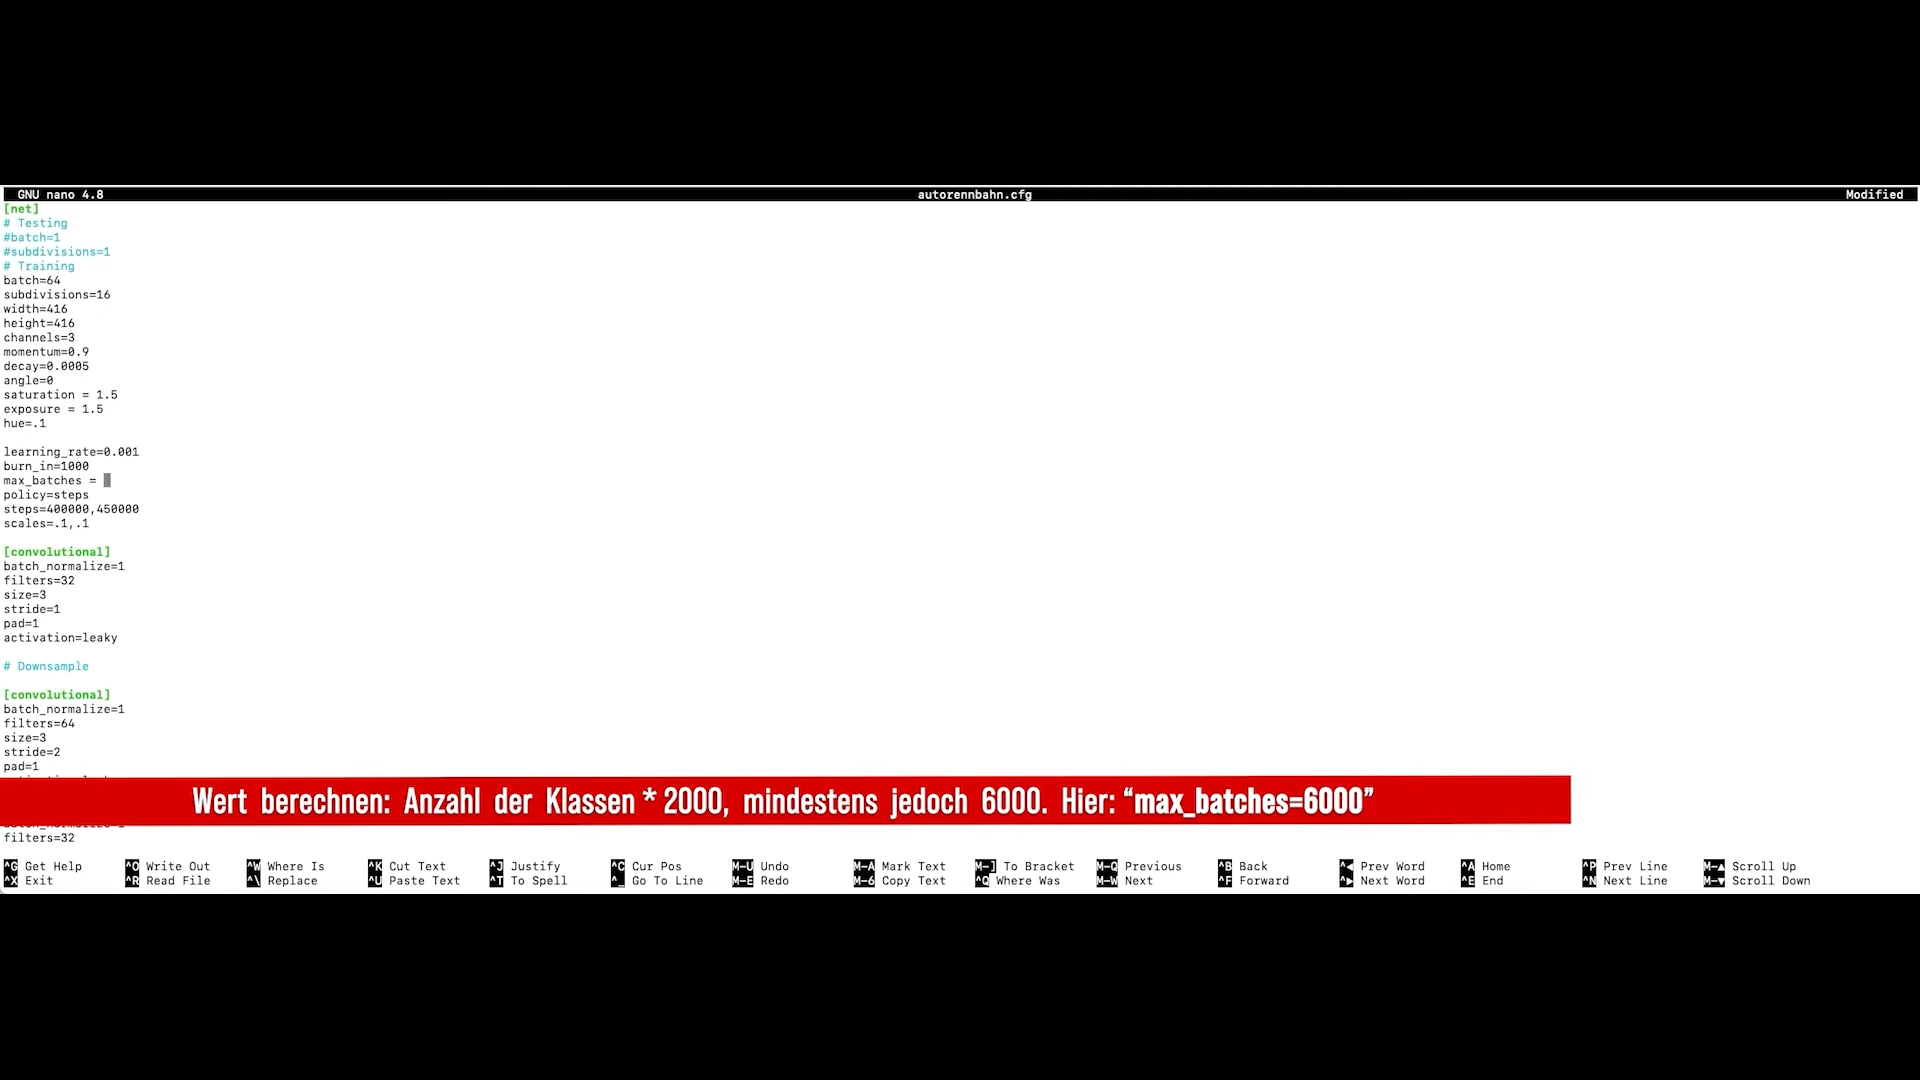 GNU nano 4.8 autorennbahn.cfg Modified
[net]
# Testing
#batch=1
#subdivisions=1
# Training
batch=64
subdivisions=16
width=416
height=416
channels=3
momentum=0.9
decay=0.0005
angle=0
saturation = 1.5
exposure = 1.5
hue=.1
learning_rate=0.001
burn_in=1000
max_batches =
policy=steps
steps=400000,450000
scales=.1,.1
[convolutional]
batch_normalize=1
filters=32
size=3
stride=1
pad=1
activation=leaky
# Downsample
[convolutional]
batch_normalize=1
filters=64
size=3
stride=2
pad=1
Wert berechnen: Anzahl der Klassen * 2000, mindestens jedoch 6000. Hier: “max_batches=6000”
filters=32
^G Get Help ^O Write Out ^W Where Is ^K Cut Text ^J Justify ^C Cur Pos M-U Undo M-A Mark Text M-] To Bracket M-Q Previous ^B Back ^◀ Prev Word ^A Home ^P Prev Line M-▲ Scroll Up
^X Exit ^R Read File ^\ Replace ^U Paste Text ^T To Spell ^_ Go To Line M-E Redo M-6 Copy Text ^Q Where Was M-W Next ^F Forward ^▶ Next Word ^E End ^N Next Line M-▼ Scroll Down